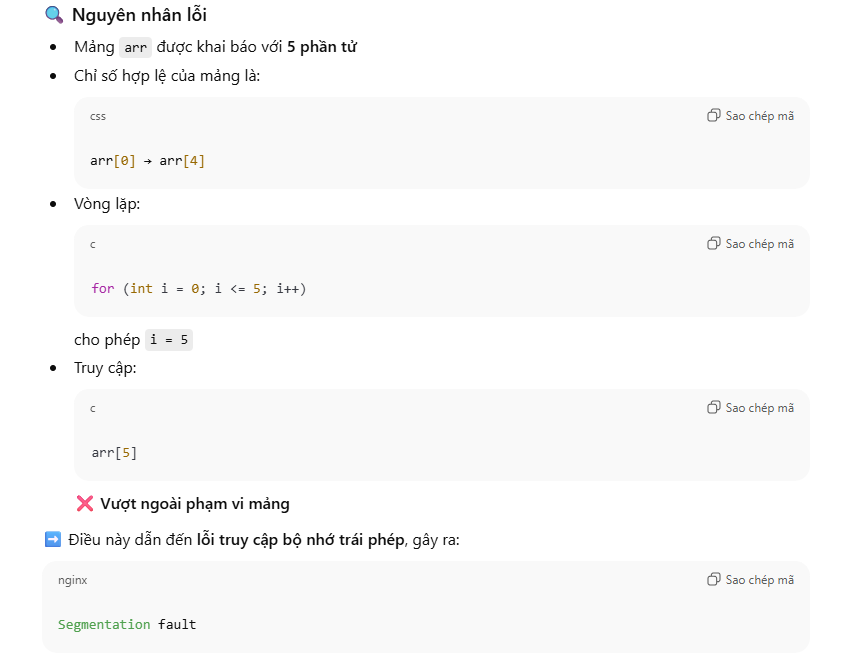 🔍 Nguyên nhân lỗi
• Mảng arr được khai báo với 5 phần tử
• Chỉ số hợp lệ của mảng là:
css Sao chép mã
arr[0] → arr[4]
• Vòng lặp:
c Sao chép mã
for (int i = 0; i <= 5; i++)
cho phép i = 5
• Truy cập:
c Sao chép mã
arr[5]
❌ Vượt ngoài phạm vi mảng
➡️ Điều này dẫn đến lỗi truy cập bộ nhớ trái phép, gây ra:
nginx Sao chép mã
Segmentation fault